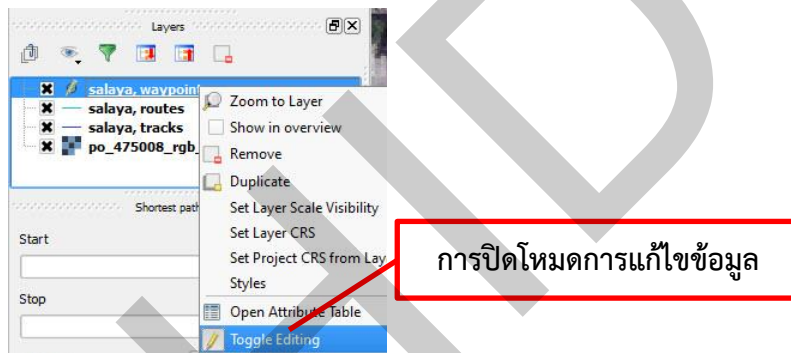 Layers
salaya, waypoint
salaya, routes
salaya, tracks
po_475008_rgb_
Zoom to Layer
Show in overview
Remove
Duplicate
Set Layer Scale Visibility
Set Layer CRS
Set Project CRS from Lay
Styles
Open Attribute Table
Toggle Editing
Shortest path
Start
Stop
การปิดโหมดการแก้ไขข้อมูล